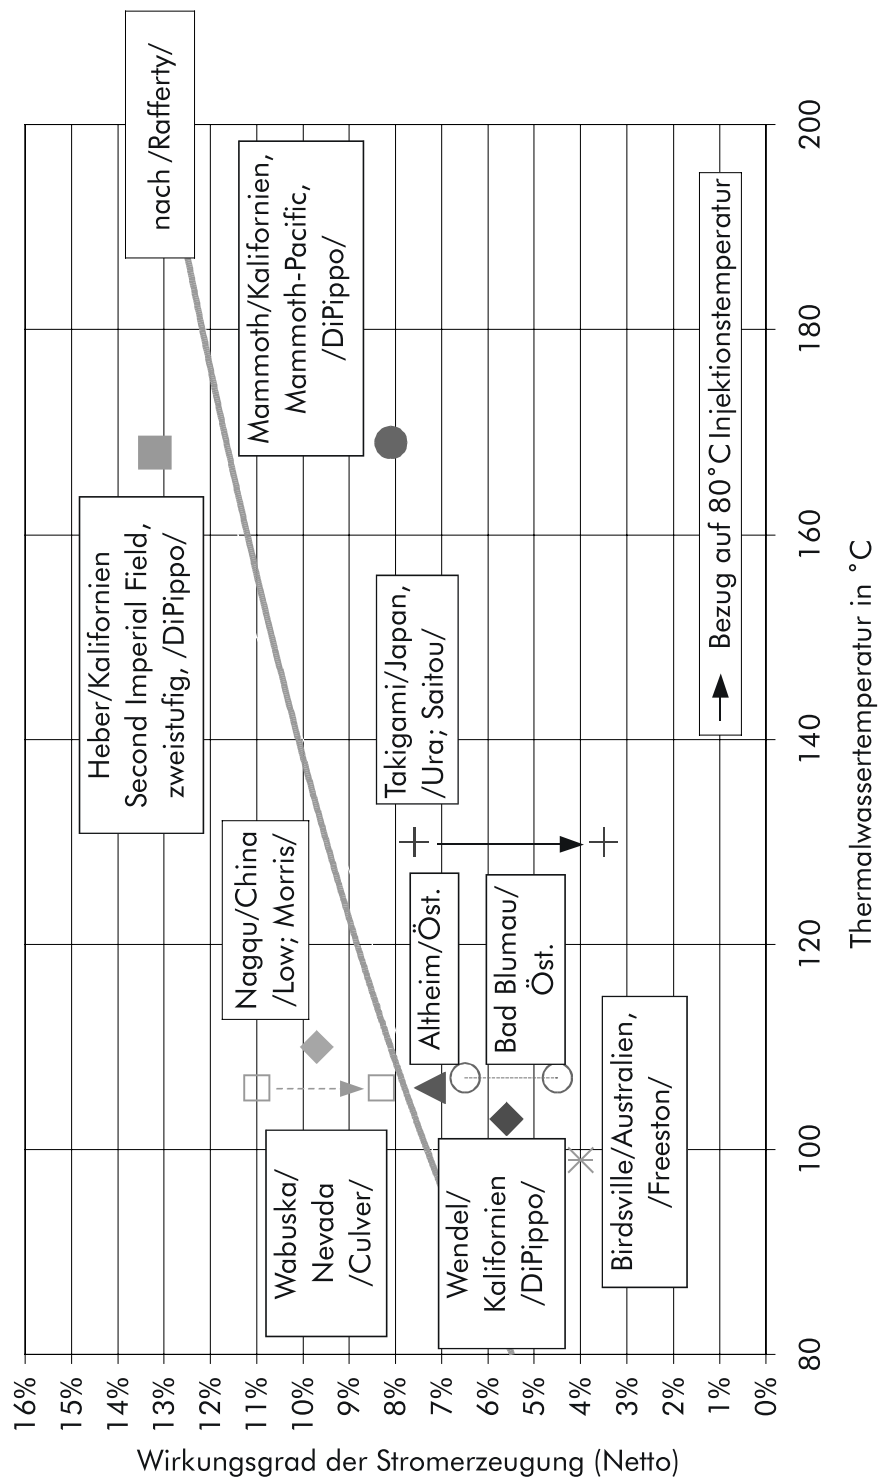 Wirkungsgrad der Stromerzeugung (Netto)
16%
15%
14%
13%
12%
11%
10%
9%
8%
7%
6%
5%
4%
3%
2%
1%
0%
nach /Rafferty/
Heber/Kalifornien
Second Imperial Field,
zweistufig, /DiPippo/
Mammoth/Kalifornien,
Mammoth-Pacific,
/DiPippo/
Nagqu/China
/Low; Morris/
Takigami/Japan,
/Ura; Saitou/
Wabuska/
Nevada
/Culver/
Altheim/Öst.
Bad Blumau/
Öst.
Wendel/
Kalifornien
/DiPippo/
Birdsville/Australien,
/Freeston/
Bezug auf 80°C Injektionstemperatur
80
100
120
140
160
180
200
Thermalwassertemperatur in °C